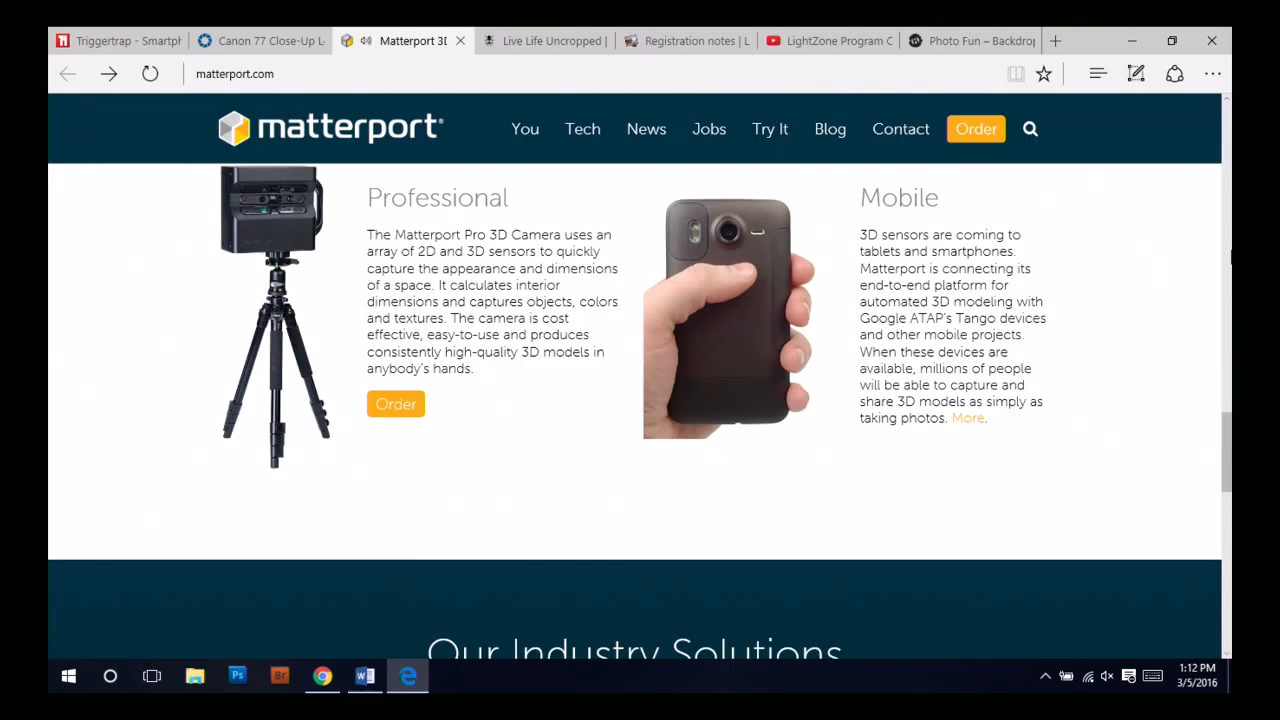 Triggertrap - Smartph
Canon 77 Close-Up L
Matterport 3D
Live Life Uncropped |
Registration notes | L
LightZone Program C
Photo Fun – Backdrop
matterport.com
matterport®
You
Tech
News
Jobs
Try It
Blog
Contact
Order
Professional
The Matterport Pro 3D Camera uses an
array of 2D and 3D sensors to quickly
capture the appearance and dimensions
of a space. It calculates interior
dimensions and captures objects, colors
and textures. The camera is cost
effective, easy-to-use and produces
consistently high-quality 3D models in
anybody's hands.
Order
Mobile
3D sensors are coming to
tablets and smartphones.
Matterport is connecting its
end-to-end platform for
automated 3D modeling with
Google ATAP's Tango devices
and other mobile projects.
When these devices are
available, millions of people
will be able to capture and
share 3D models as simply as
taking photos. More.
Our Industry Solutions
Ps
Br
1:12 PM
3/5/2016